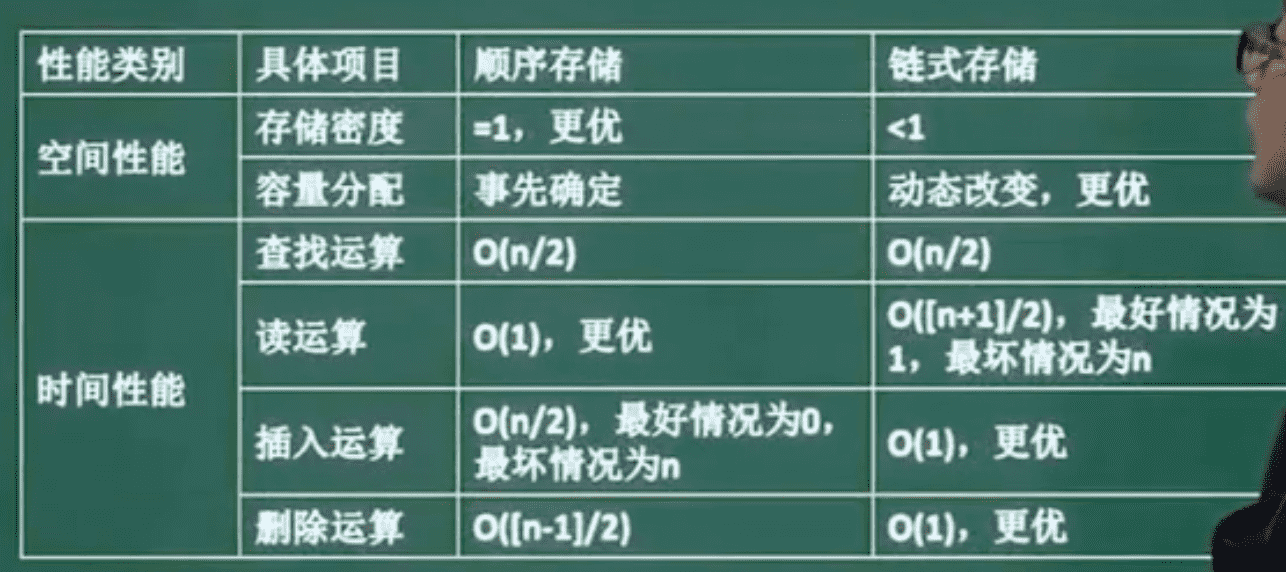 性能类别 具体项目 顺序存储 链式存储
空间性能 存储密度 =1，更优 <1
容量分配 事先确定 动态改变，更优
时间性能 查找运算 O(n/2) O(n/2)
读运算 O(1)，更优 O([n+1]/2)，最好情况为
1，最坏情况为n
插入运算 O(n/2)，最好情况为0，
最坏情况为n O(1)，更优
删除运算 O([n-1]/2) O(1)，更优